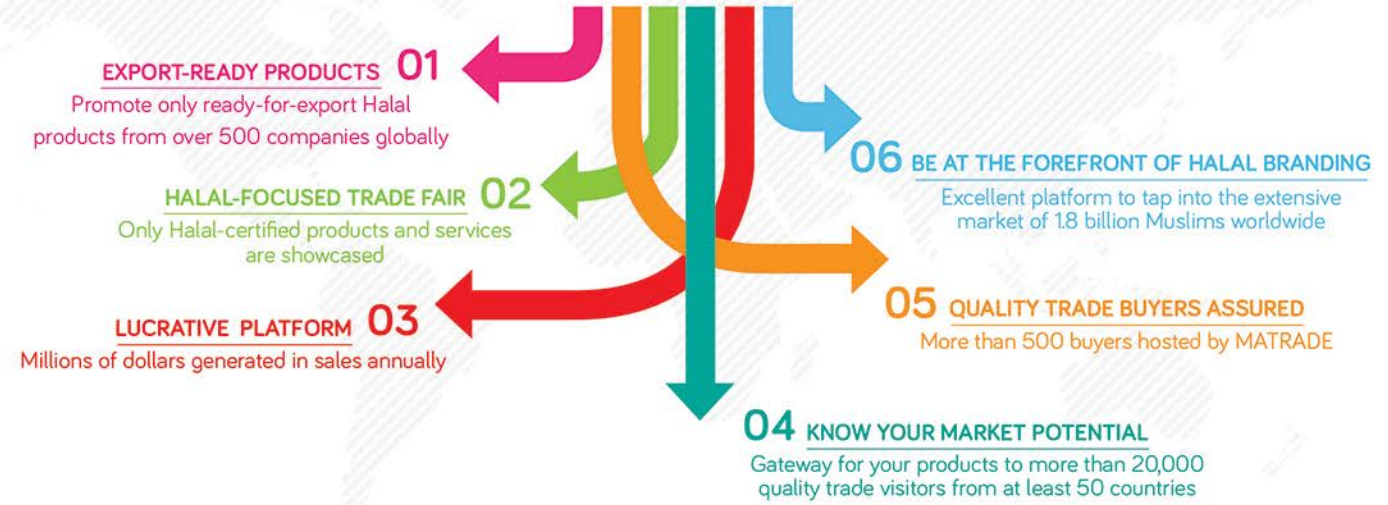 EXPORT-READY PRODUCTS 01
Promote only ready-for-export Halal
products from over 500 companies globally
HALAL-FOCUSED TRADE FAIR 02
Only Halal-certified products and services
are showcased
LUCRATIVE PLATFORM 03
Millions of dollars generated in sales annually
04 KNOW YOUR MARKET POTENTIAL
Gateway for your products to more than 20,000
quality trade visitors from at least 50 countries
05 QUALITY TRADE BUYERS ASSURED
More than 500 buyers hosted by MATRADE
06 BE AT THE FOREFRONT OF HALAL BRANDING
Excellent platform to tap into the extensive
market of 1.8 billion Muslims worldwide